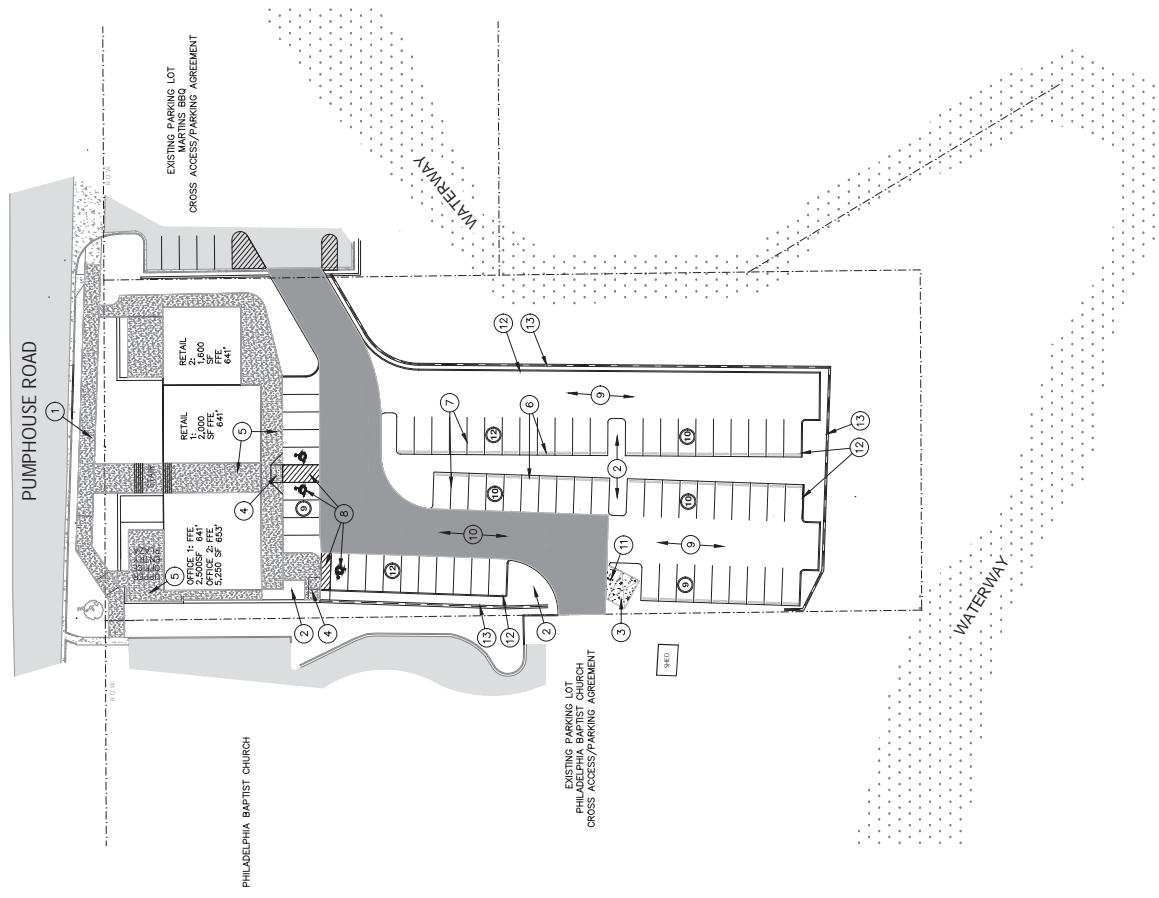 PUMPHOUSE ROAD
1
EXISTING PARKING LOT
MARTINS BBQ
CROSS ACCESS/PARKING AGREEMENT
R.O.W.
WATERWAY
RETAIL
2:
1,600
SF
FFE
641'
RETAIL
1:
2,000
SF FFE
641'
STAIR
OFFICE 1: FFE
2,500SF 641'
OFFICE 2: FFE
5,250 SF 653'
5
5
4
9
8
2
4
12
13
12
2
10
7
6
12
10
12
13
9
2
10
10
9
9
11
3
13
12
R.O.W.
SHED
PHILADELPHIA BAPTIST CHURCH
EXISTING PARKING LOT
PHILADELPHIA BAPTIST CHURCH
CROSS ACCESS/PARKING AGREEMENT
WATERWAY